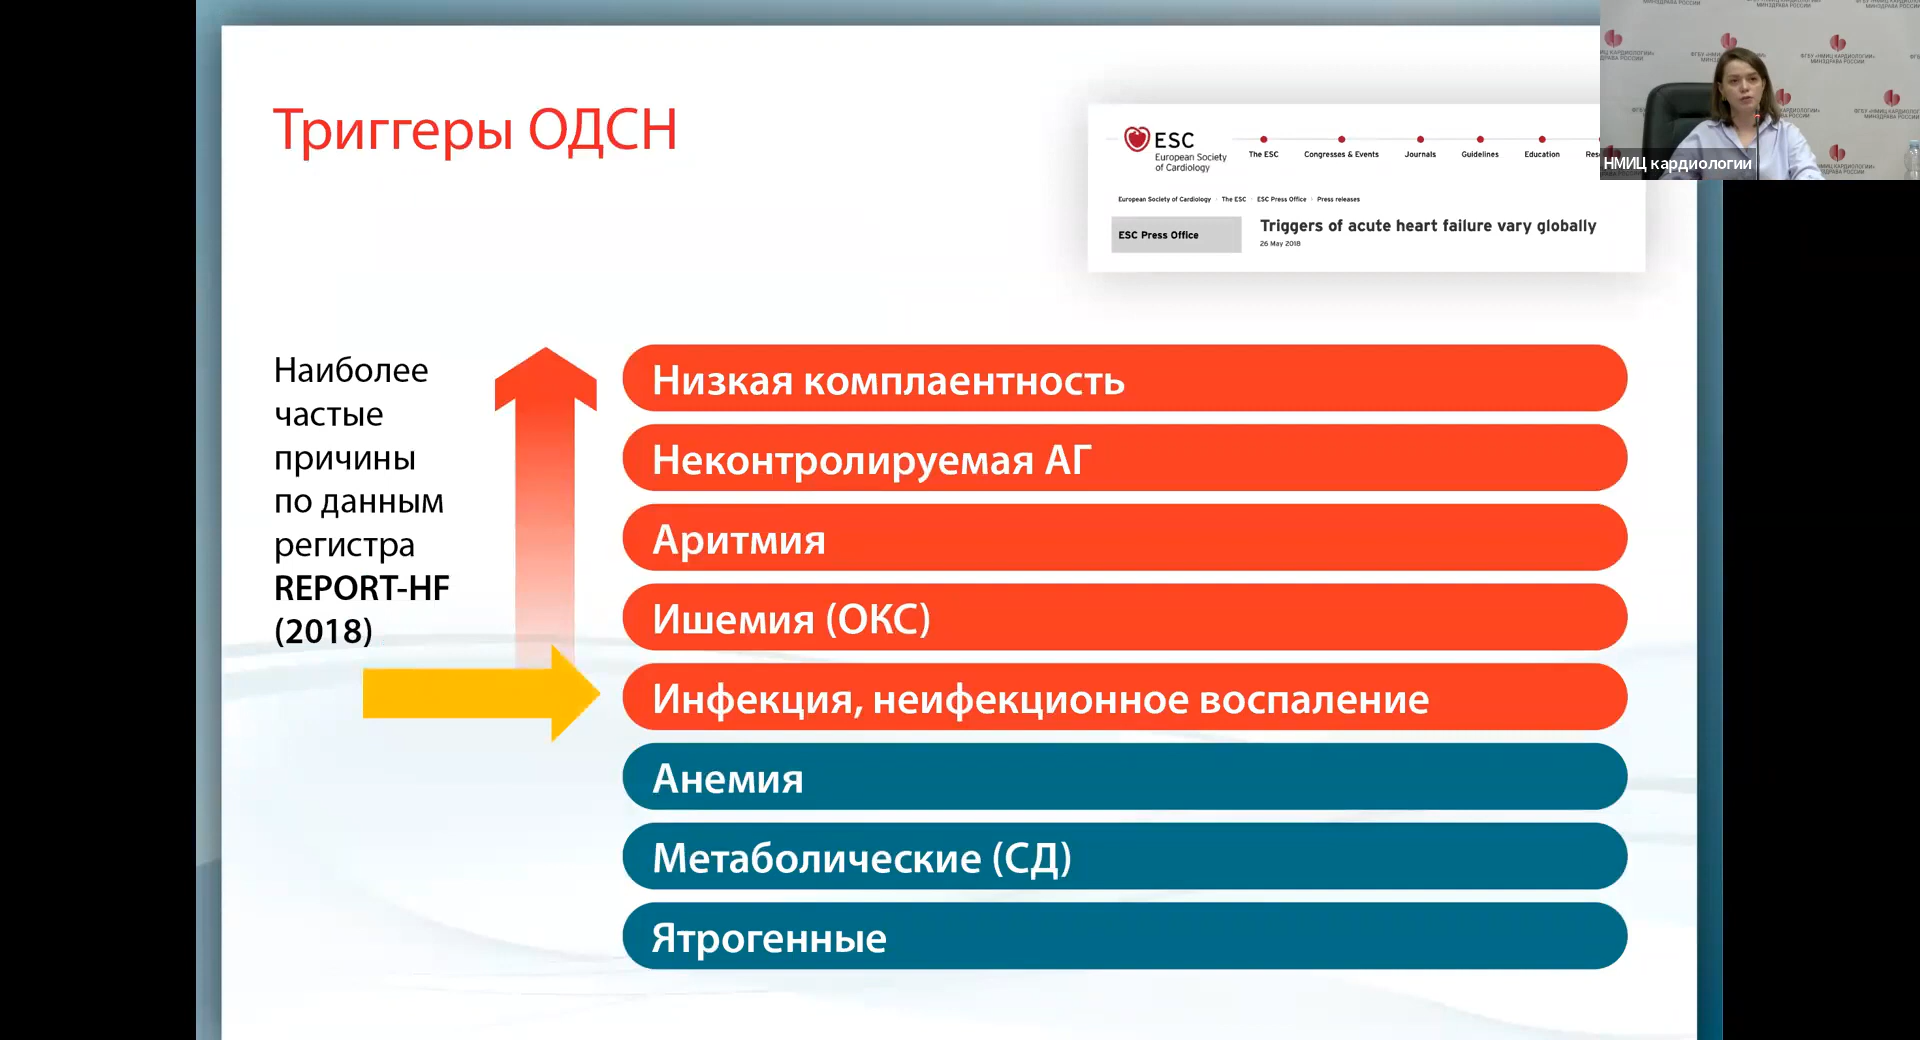 Триггеры ОДСН
ESC
European Society
of Cardiology
The ESC
Congresses & Events
Journals
Guidelines
Education
European Society of Cardiology
The ESC
ESC Press Office
Press releases
ESC Press Office
Triggers of acute heart failure vary globally
26 May 2018
НМИЦ кардиологии
Наиболее
частые
причины
по данным
регистра
REPORT-HF
(2018)
Низкая комплаентность
Неконтролируемая АГ
Аритмия
Ишемия (ОКС)
Инфекция, неифекционное воспаление
Анемия
Метаболические (СД)
Ятрогенные